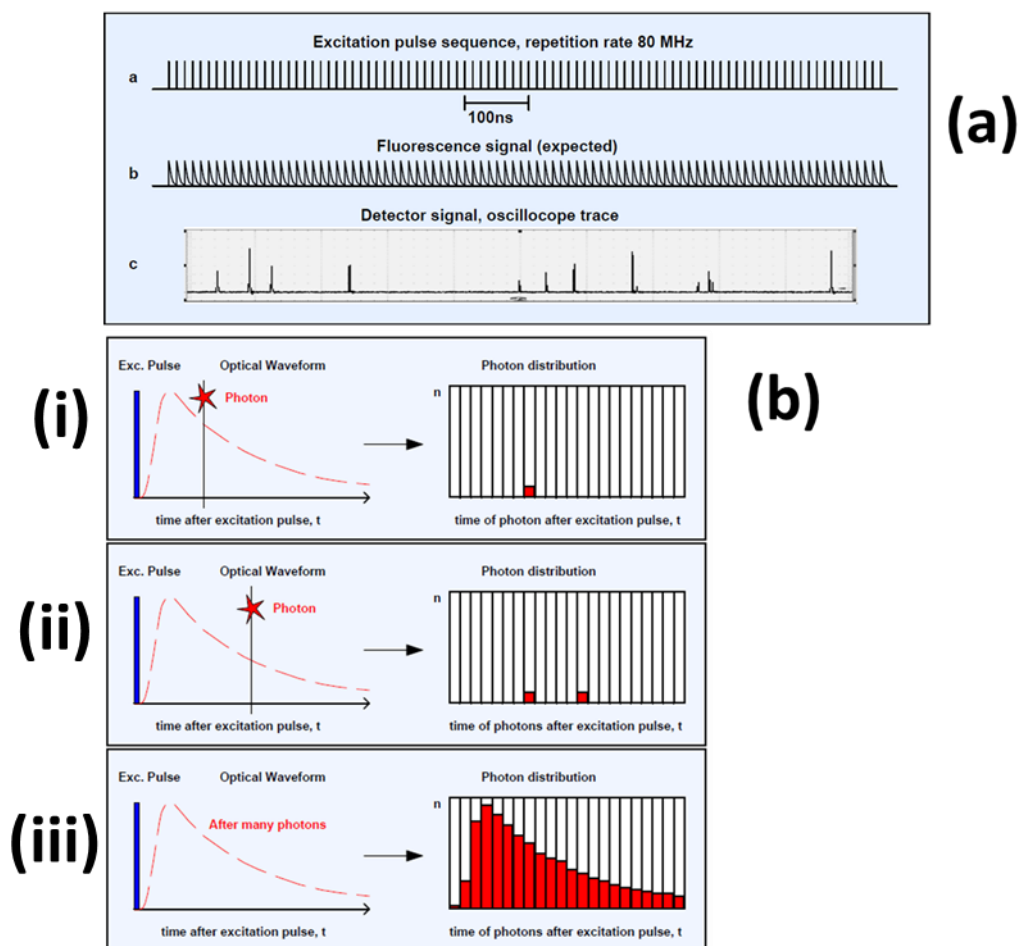 Excitation pulse sequence, repetition rate 80 MHz
a
100ns
Fluorescence signal (expected)
b
Detector signal, oscillocope trace
c
(a)
(b)
(i)
Exc. Pulse Optical Waveform Photon distribution
Photon
n
time after excitation pulse, t time of photon after excitation pulse, t
(ii)
Exc. Pulse Optical Waveform Photon distribution
Photon
n
time after excitation pulse, t time of photons after excitation pulse, t
(iii)
Exc. Pulse Optical Waveform Photon distribution
After many photons
n
time after excitation pulse, t time of photons after excitation pulse, t